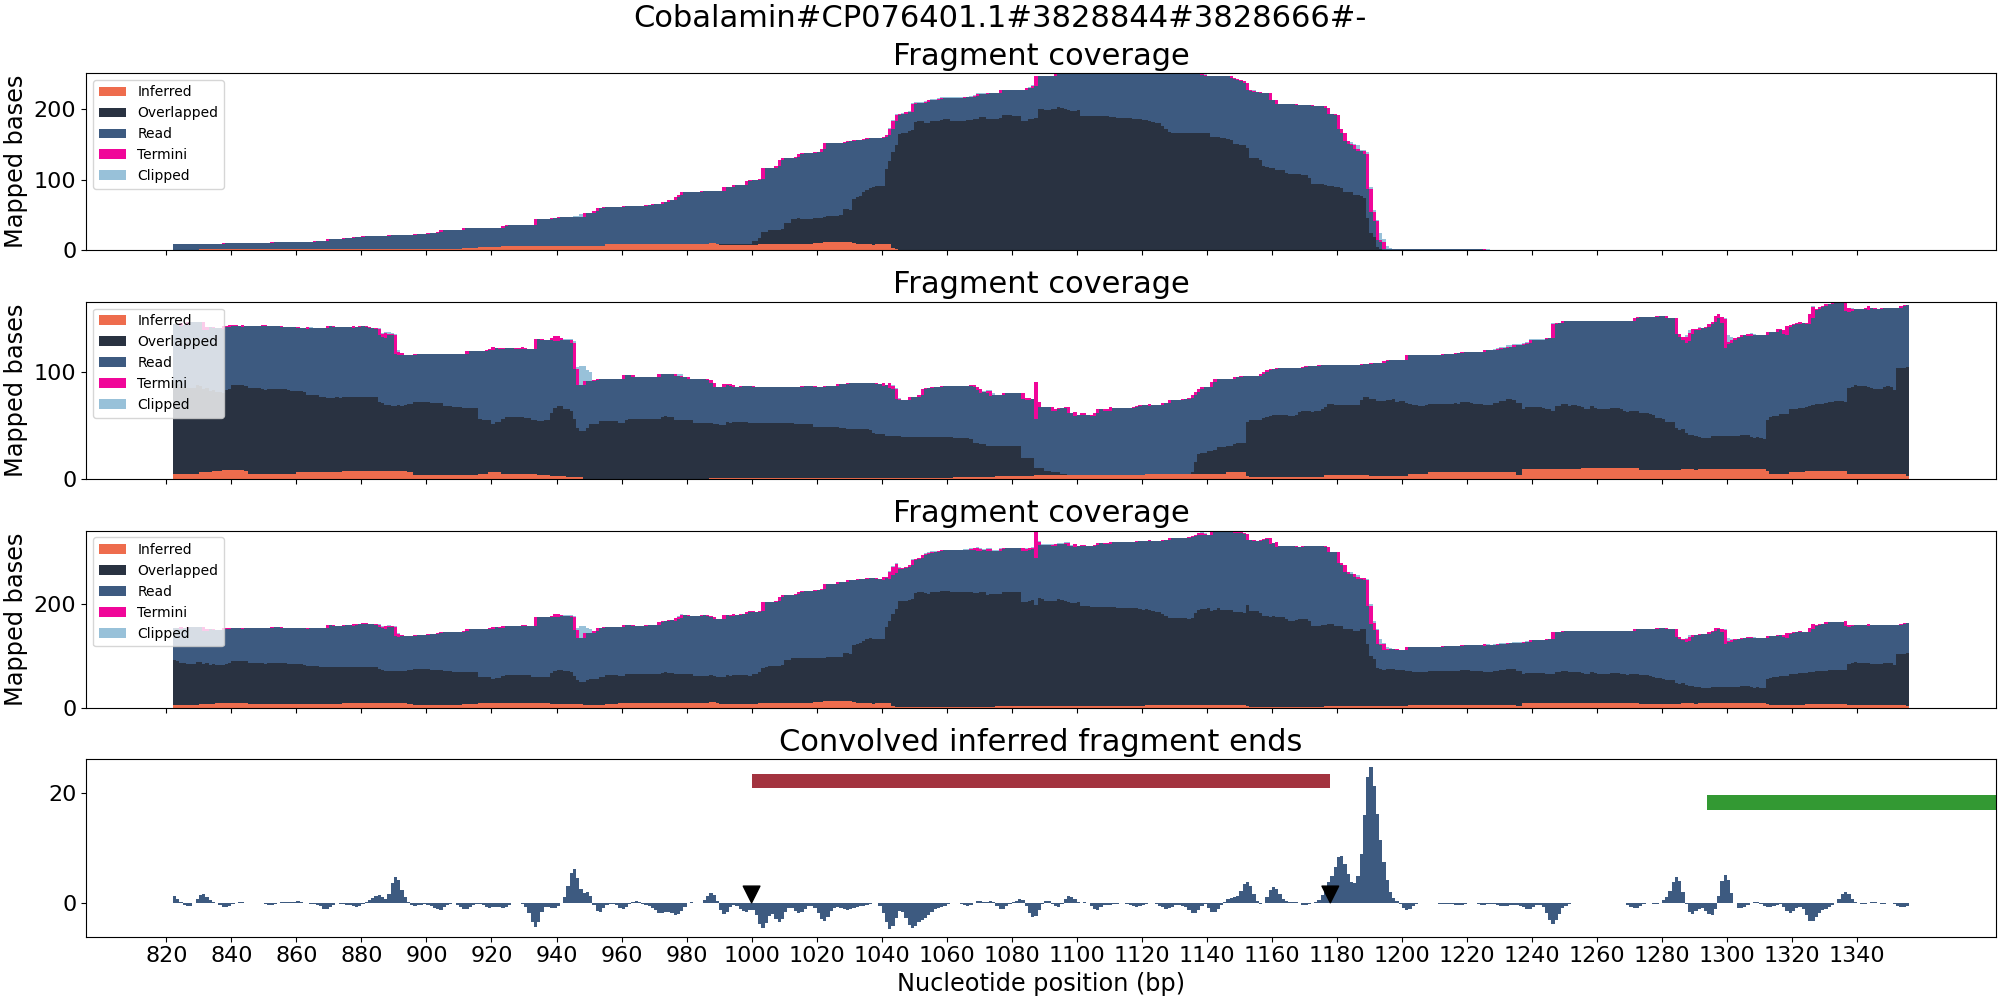 Cobalamin#CP076401.1#3828844#3828666#-
Fragment coverage
Mapped bases
200
100
0
Inferred
Overlapped
Read
Termini
Clipped
Fragment coverage
Mapped bases
100
0
Inferred
Overlapped
Read
Termini
Clipped
Fragment coverage
Mapped bases
200
0
Inferred
Overlapped
Read
Termini
Clipped
Convolved inferred fragment ends
20
0
820 840 860 880 900 920 940 960 980 1000 1020 1040 1060 1080 1100 1120 1140 1160 1180 1200 1220 1240 1260 1280 1300 1320 1340
Nucleotide position (bp)